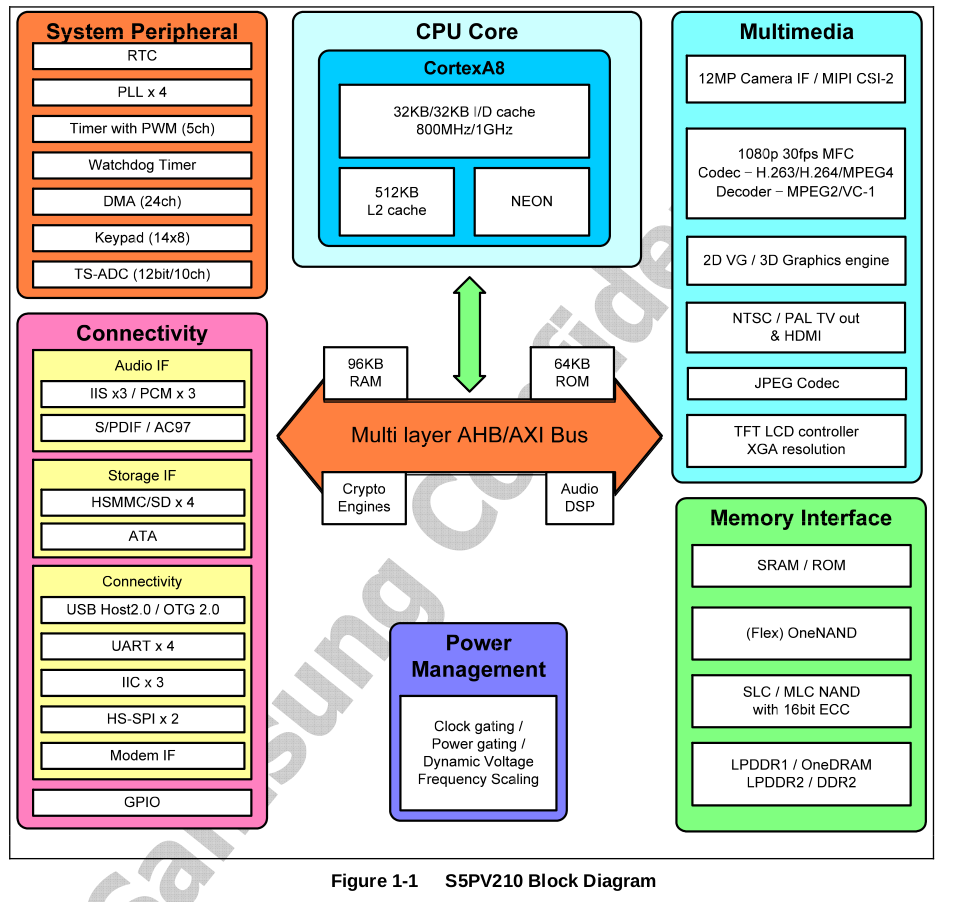 System Peripheral
RTC
PLL x 4
Timer with PWM (5ch)
Watchdog Timer
DMA (24ch)
Keypad (14x8)
TS-ADC (12bit/10ch)
Connectivity
Audio IF
IIS x3 / PCM x 3
S/PDIF / AC97
Storage IF
HSMMC/SD x 4
ATA
Connectivity
USB Host2.0 / OTG 2.0
UART x 4
IIC x 3
HS-SPI x 2
Modem IF
GPIO
CPU Core
CortexA8
32KB/32KB I/D cache
800MHz/1GHz
512KB
L2 cache
NEON
96KB
RAM
64KB
ROM
Multi layer AHB/AXI Bus
Crypto
Engines
Audio
DSP
Power
Management
Clock gating /
Power gating /
Dynamic Voltage
Frequency Scaling
Multimedia
12MP Camera IF / MIPI CSI-2
1080p 30fps MFC
Codec – H.263/H.264/MPEG4
Decoder – MPEG2/VC-1
2D VG / 3D Graphics engine
NTSC / PAL TV out
& HDMI
JPEG Codec
TFT LCD controller
XGA resolution
Memory Interface
SRAM / ROM
(Flex) OneNAND
SLC / MLC NAND
with 16bit ECC
LPDDR1 / OneDRAM
LPDDR2 / DDR2
Figure 1-1 S5PV210 Block Diagram